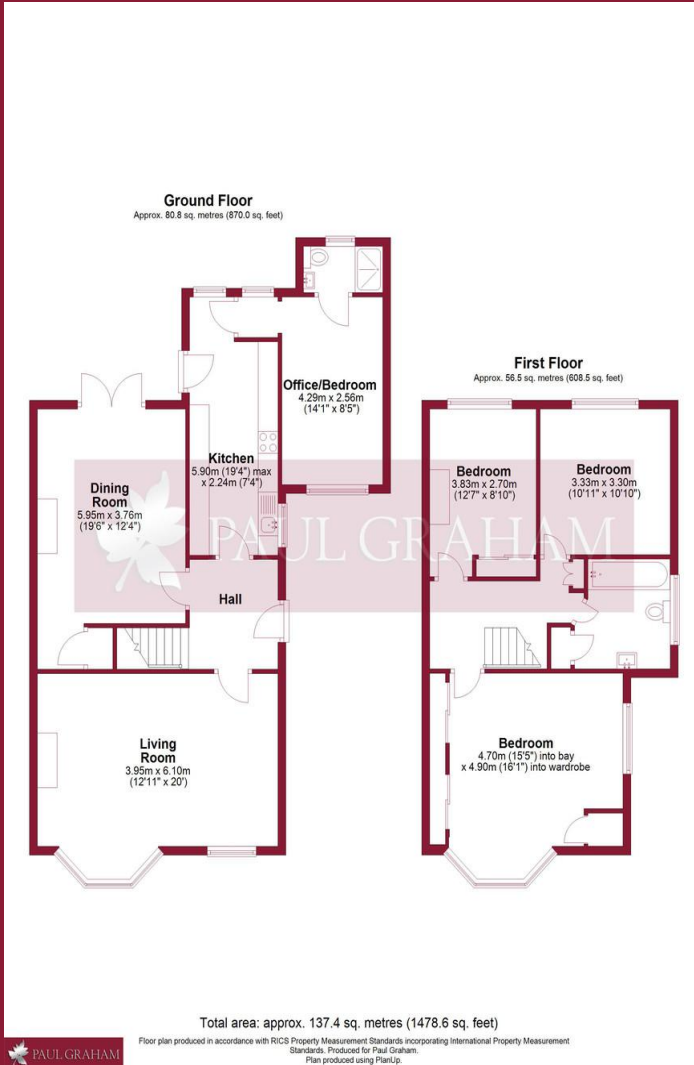 Ground Floor
Approx. 80.8 sq. metres (870.0 sq. feet)
Office/Bedroom
4.29m x 2.56m
(14'1" x 8'5")
Kitchen
5.90m (19'4") max
x 2.24m (7'4")
Dining
Room
5.95m x 3.76m
(19'6" x 12'4")
Hall
Living
Room
3.95m x 6.10m
(12'11" x 20')
First Floor
Approx. 56.5 sq. metres (608.5 sq. feet)
Bedroom
3.83m x 2.70m
(12'7" x 8'10")
Bedroom
3.33m x 3.30m
(10'11" x 10'10")
Bedroom
4.70m (15'5") into bay
x 4.90m (16'1") into wardrobe
PAUL GRAHAM
Total area: approx. 137.4 sq. metres (1478.6 sq. feet)
Floor plan produced in accordance with RICS Property Measurement Standards incorporating International Property Measurement
Standards. Produced for Paul Graham.
Plan produced using PlanUp.
PAUL GRAHAM